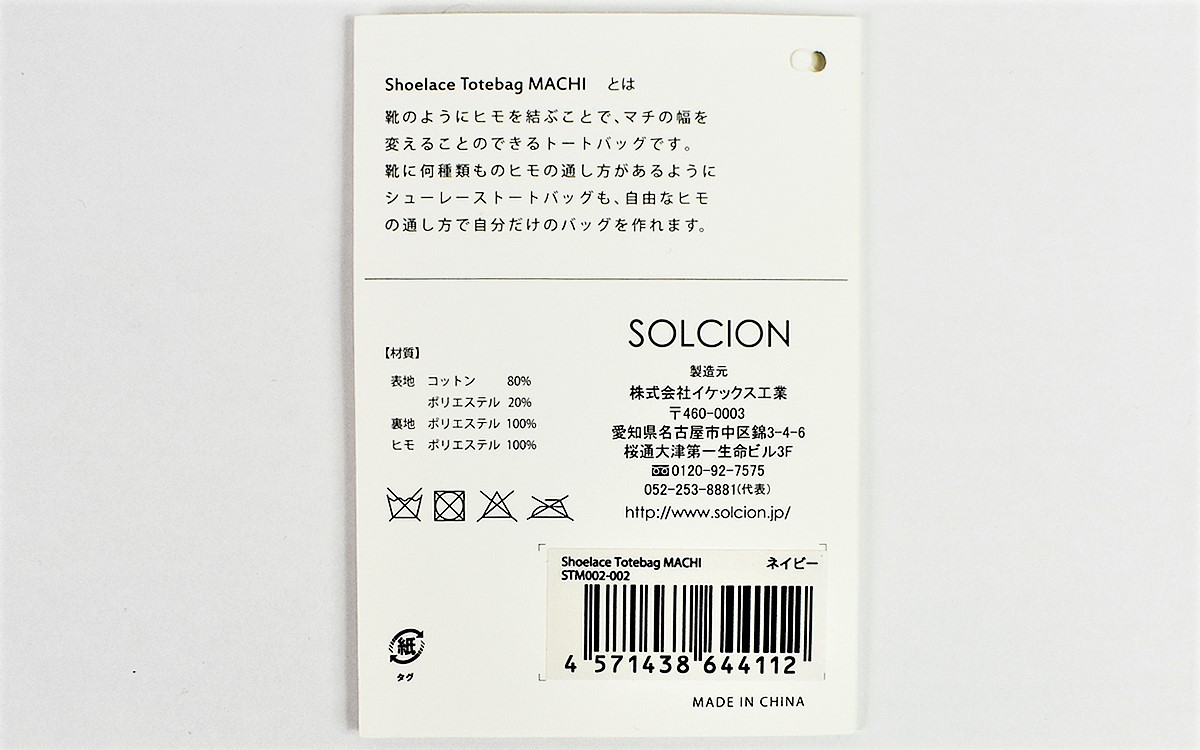 Shoelace Totebag MACHI とは
靴のようにヒモを結ぶことで、マチの幅を
変えることのできるトートバッグです。
靴に何種類ものヒモの通し方があるように
シューレーストートバッグも、自由なヒモ
の通し方で自分だけのバッグを作れます。
【材質】
表地 コットン 80%
ポリエステル 20%
裏地 ポリエステル 100%
ヒモ ポリエステル 100%
SOLCION
製造元
株式会社イケックス工業
〒460-0003
愛知県名古屋市中区錦3-4-6
桜通大津第一生命ビル3F
0120-92-7575
052-253-8881(代表)
http://www.solcion.jp/
Shoelace Totebag MACHI ネイビー
STM002-002
4 571438 644112
紙
タグ
MADE IN CHINA